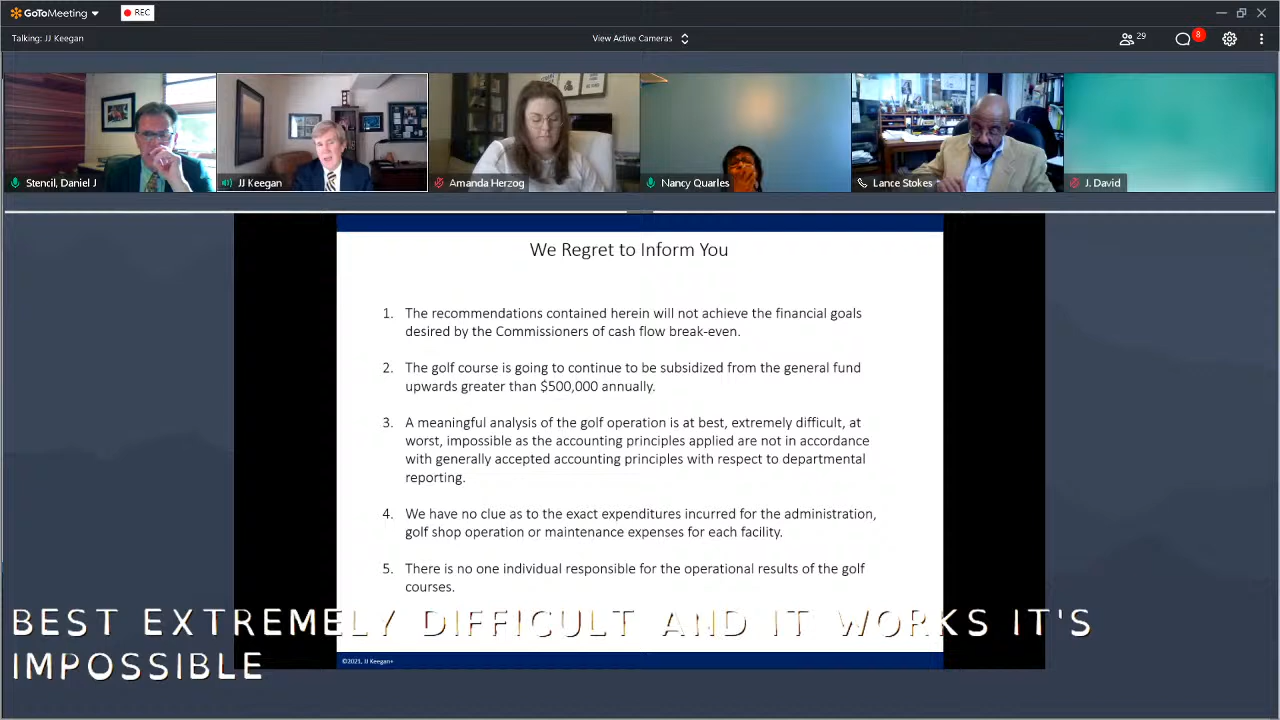 GoToMeeting
REC
Talking: JJ Keegan
View Active Cameras
29
8
Stencil, Daniel J
JJ Keegan
Amanda Herzog
Nancy Quarles
Lance Stokes
J. David
We Regret to Inform You
1. The recommendations contained herein will not achieve the financial goals
desired by the Commissioners of cash flow break-even.
2. The golf course is going to continue to be subsidized from the general fund
upwards greater than $500,000 annually.
3. A meaningful analysis of the golf operation is at best, extremely difficult, at
worst, impossible as the accounting principles applied are not in accordance
with generally accepted accounting principles with respect to departmental
reporting.
4. We have no clue as to the exact expenditures incurred for the administration,
golf shop operation or maintenance expenses for each facility.
5. There is no one individual responsible for the operational results of the golf
courses.
BEST EXTREMELY DIFFICULT AND IT WORKS IT'S
IMPOSSIBLE
©2021, JJ Keegan+